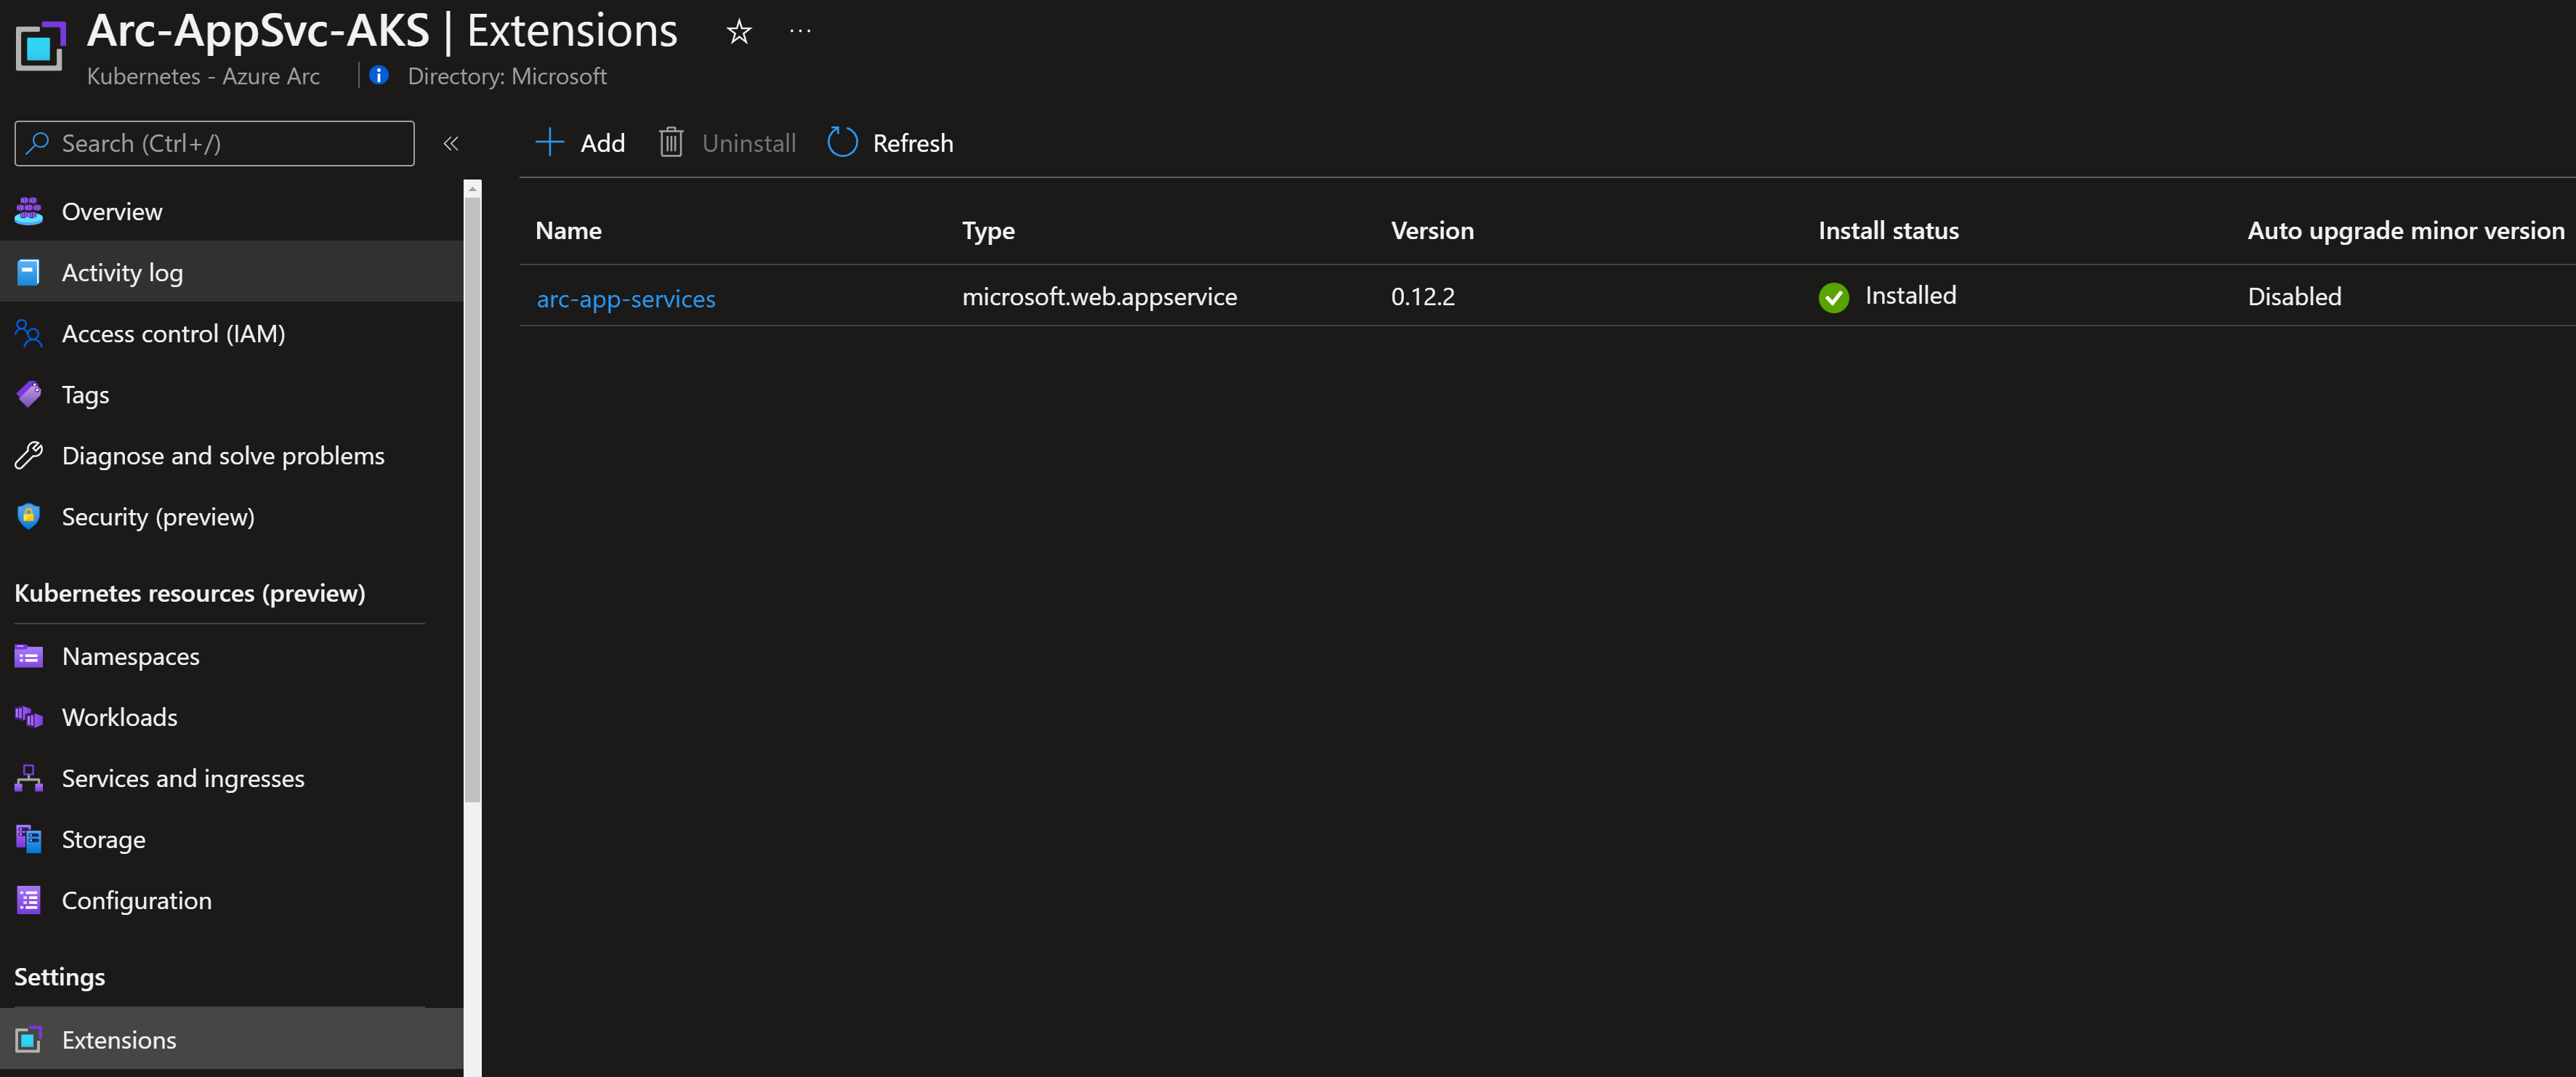 Arc-AppSvc-AKS | Extensions
Kubernetes - Azure Arc
Directory: Microsoft
Search (Ctrl+/)
Overview
Activity log
Access control (IAM)
Tags
Diagnose and solve problems
Security (preview)
Kubernetes resources (preview)
Namespaces
Workloads
Services and ingresses
Storage
Configuration
Settings
Extensions
Add Uninstall Refresh
Name Type Version Install status Auto upgrade minor version
arc-app-services microsoft.web.appservice 0.12.2 Installed Disabled